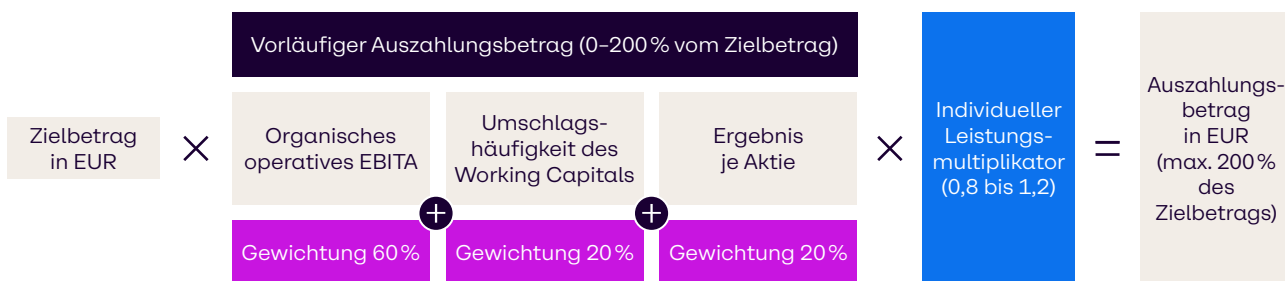 Vorläufiger Auszahlungsbetrag (0–200 % vom Zielbetrag)
Zielbetrag
in EUR
×
Organisches
operatives EBITA
Umschlags-
häufigkeit des
Working Capitals
Ergebnis
je Aktie
×
Individueller
Leistungs-
multiplikator
(0,8 bis 1,2)
=
Auszahlungs-
betrag
in EUR
(max. 200 %
des
Zielbetrags)
+
+
Gewichtung 60 %
Gewichtung 20 %
Gewichtung 20 %